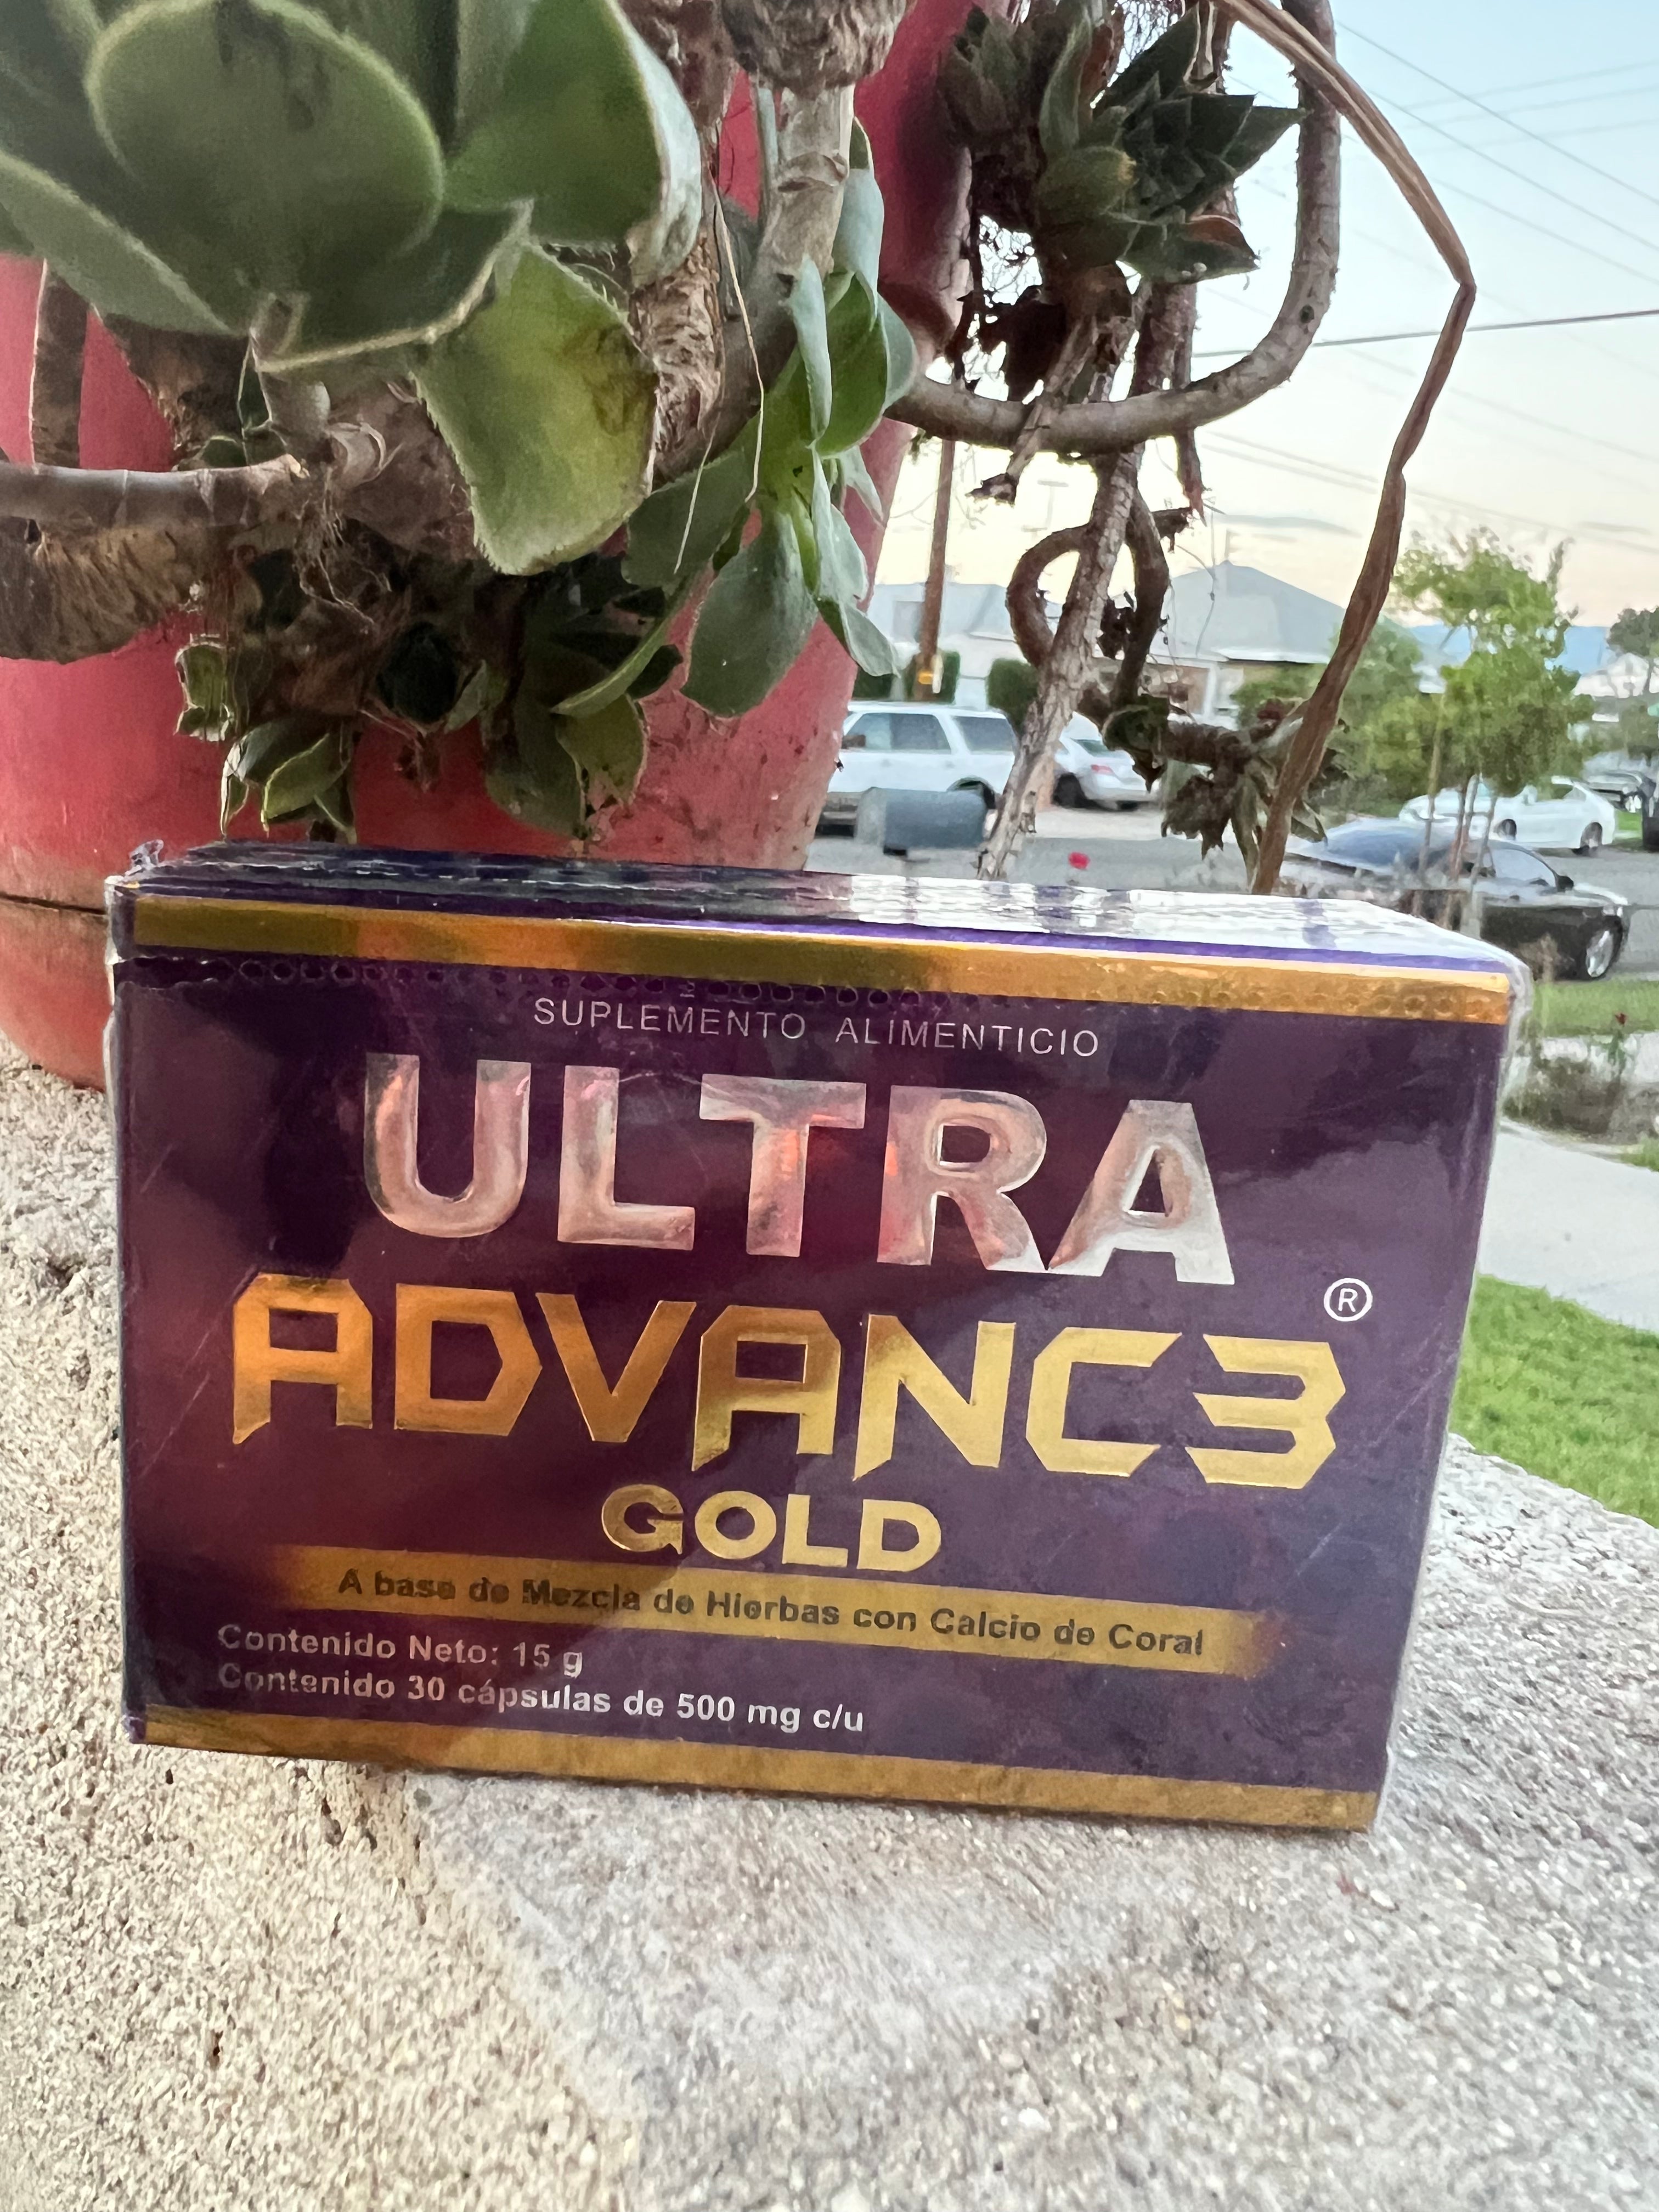 SUPLEMENTO ALIMENTICIO
ULTRA
ADVANC3
®
GOLD
A base de Mezcla de Hierbas con Calcio de Coral
Contenido Neto: 15 g
Contenido 30 cápsulas de 500 mg c/u